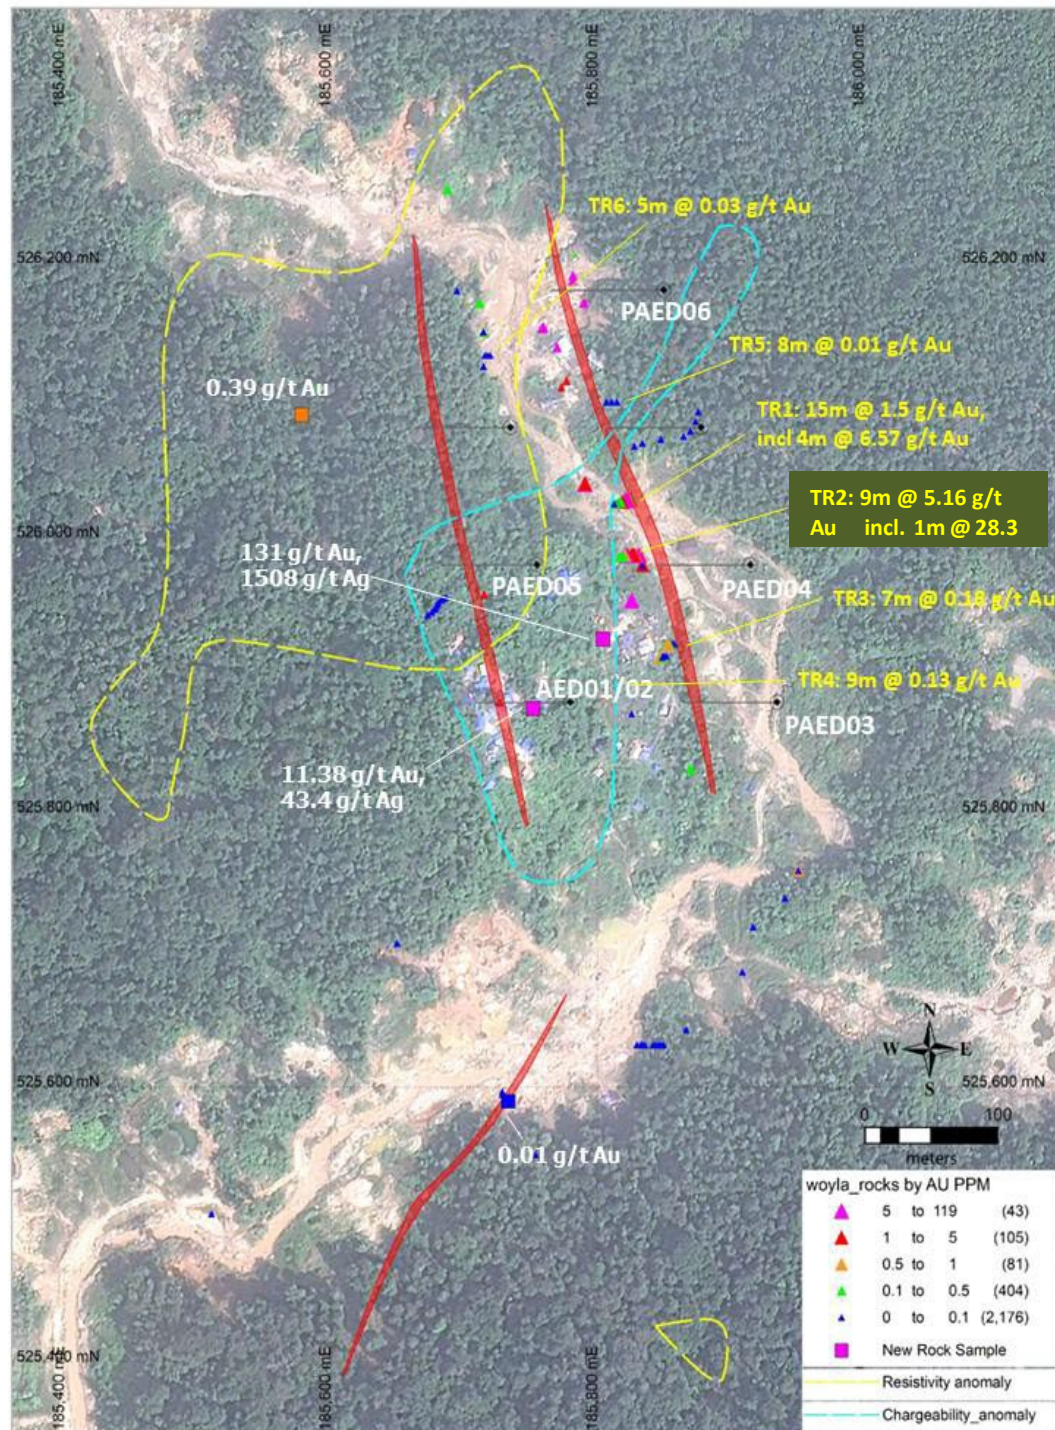 185,400 mE
185,600 mE
185,800 mE
186,000 mE
TR6: 5m @ 0.03 g/t Au
526,200 mN
526,200 mN
PAED06
TR5: 8m @ 0.01 g/t Au
0.39 g/t Au
TR1: 15m @ 1.5 g/t Au,
incl 4m @ 6.57 g/t Au
TR2: 9m @ 5.16 g/t
Au incl. 1m @ 28.3
526,000 mN
131 g/t Au,
1508 g/t Ag
PAED05
PAED04
TR3: 7m @ 0.18 g/t Au
AED01/02
TR4: 9m @ 0.13 g/t Au
PAED03
11.38 g/t Au,
43.4 g/t Ag
525,800 mN
525,800 mN
N
W E
S
525,600 mN
525,600 mN
0 100
meters
0.01 g/t Au
woyla_rocks by AU PPM
5 to 119 (43)
1 to 5 (105)
0.5 to 1 (81)
0.1 to 0.5 (404)
0 to 0.1 (2,176)
New Rock Sample
Resistivity anomaly
Chargeability_anomaly
525,400 mN
185,400 mE
185,600 mE
185,800 mE